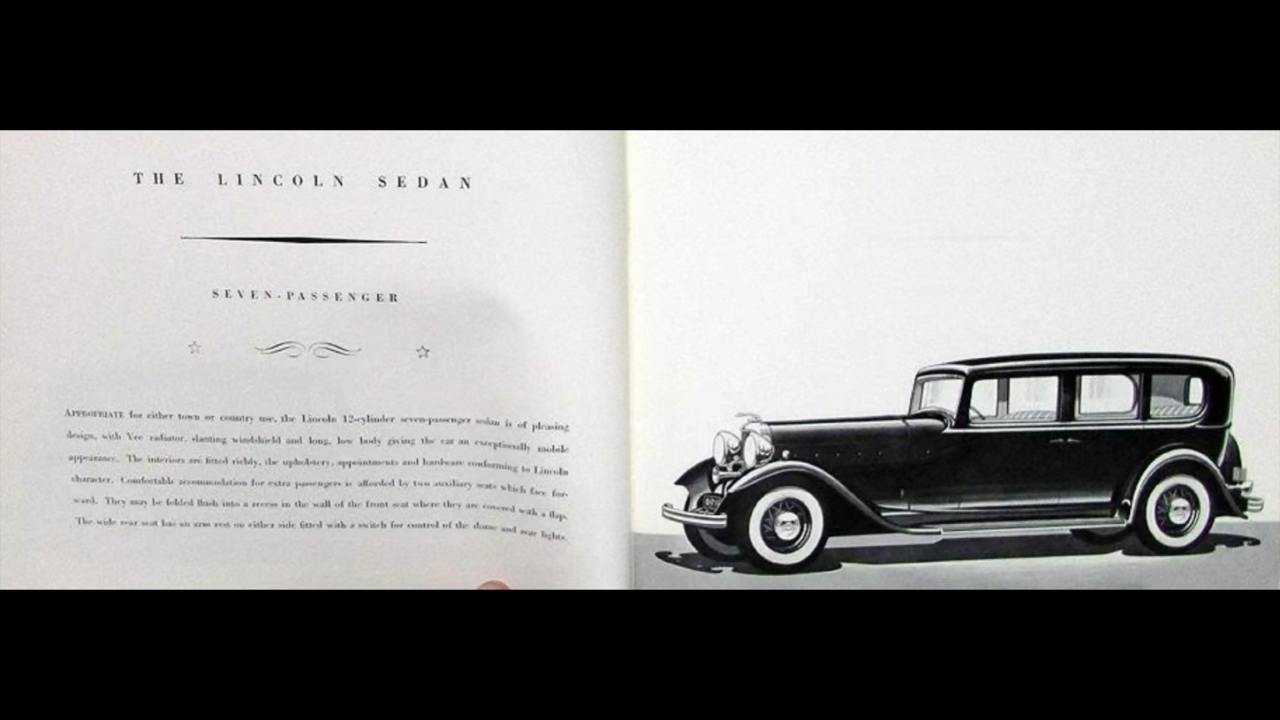 THE LINCOLN SEDAN
SEVEN-PASSENGER
APPROPRIATE for either town or country use, the Lincoln 12-cylinder seven-passenger sedan is of pleasing
design, with Vee radiator, slanting windshield and long, low body giving the car an exceptionally mobile
appearance. The interiors are fitted richly, the upholstery, appointments and hardware conforming to Lincoln
character. Comfortable accommodation for extra passengers is afforded by two auxiliary seats which face for-
ward. They may be folded flush into a recess in the wall of the front seat where they are covered with a flap.
The wide rear seat has an arm rest on either side fitted with a switch for control of the dome and rear lights.